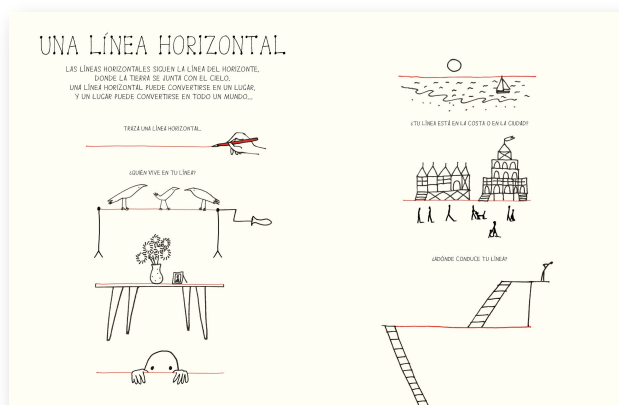 UNA LÍNEA HORIZONTAL
LAS LÍNEAS HORIZONTALES SIGUEN LA LÍNEA DEL HORIZONTE,
DONDE LA TIERRA SE JUNTA CON EL CIELO.
UNA LÍNEA HORIZONTAL PUEDE CONVERTIRSE EN UN LUGAR,
Y UN LUGAR PUEDE CONVERTIRSE EN TODO UN MUNDO...
TRAZA UNA LÍNEA HORIZONTAL.
¿QUIÉN VIVE EN TU LÍNEA?
¿TU LÍNEA ESTÁ EN LA COSTA O EN LA CIUDAD?
¿ADÓNDE CONDUCE TU LÍNEA?